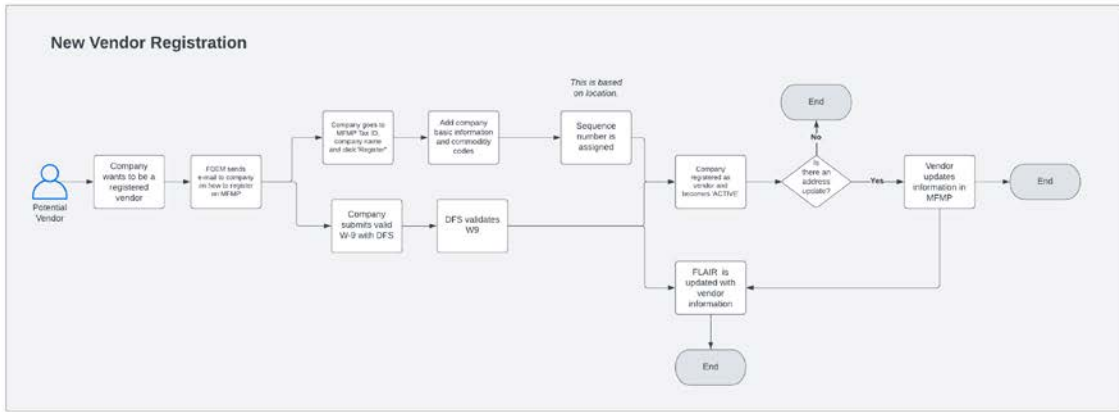 New Vendor Registration
Potential
Vendor
Company
wants to be a
registered
vendor
FDEM sends
e-mail to company
on how to register
on MFMP
Company goes to
MFMP Tax ID,
company name
and click "Register"
Add company
basic information
and commodity
codes
This is based
on location.
Sequence
number is
assigned
Company
submits valid
W-9 with DFS
DFS validates
W9
Company
registered as
vendor and
becomes 'ACTIVE'
End
No
Is
there an
address
update?
Yes
Vendor
updates
information in
MFMP
End
FLAIR is
updated with
vendor
information
End